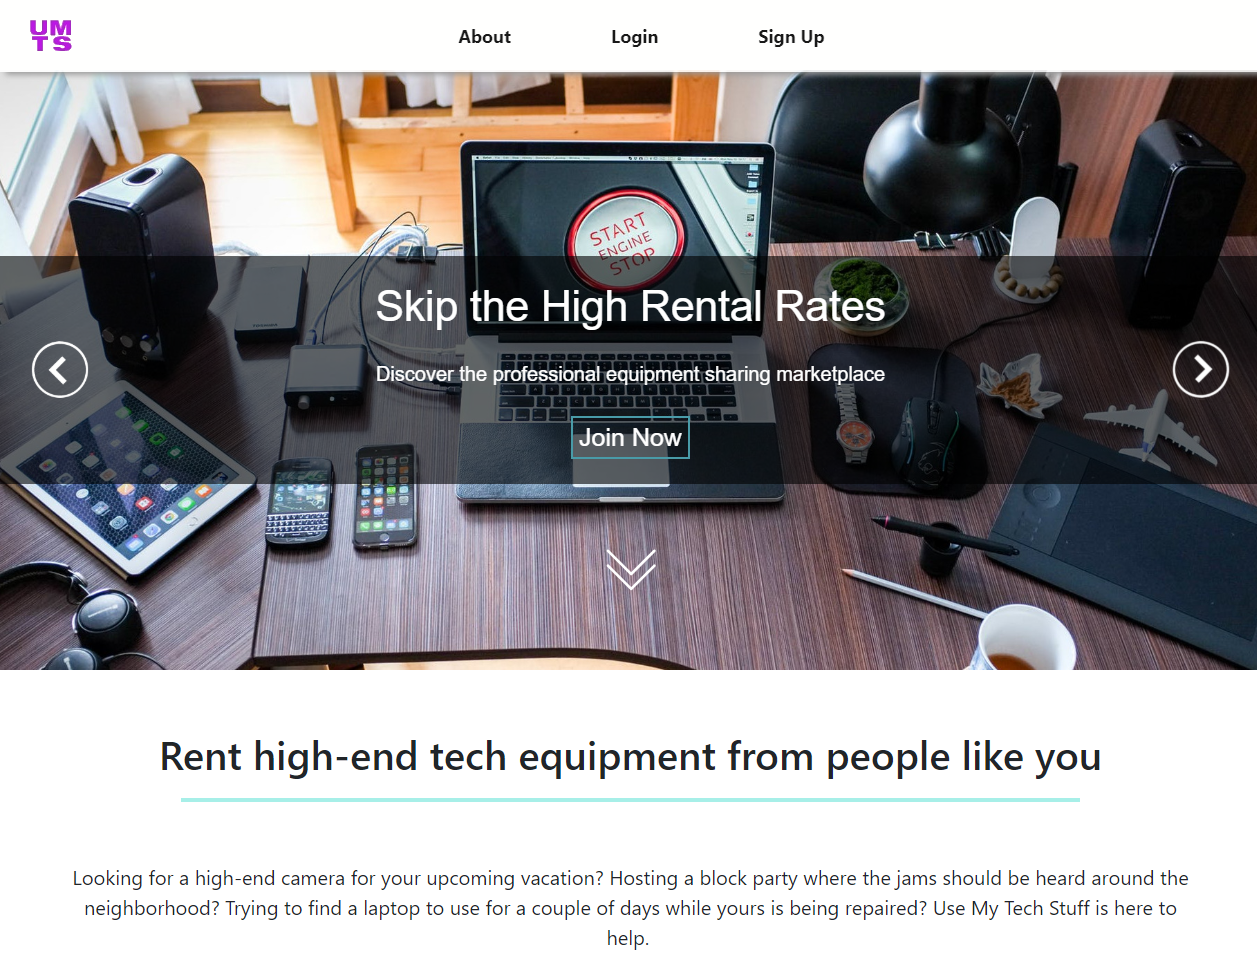 UM
TS
About
Login
Sign Up
START
ENGINE
STOP
Skip the High Rental Rates
Discover the professional equipment sharing marketplace
Join Now
Rent high-end tech equipment from people like you
Looking for a high-end camera for your upcoming vacation? Hosting a block party where the jams should be heard around the
neighborhood? Trying to find a laptop to use for a couple of days while yours is being repaired? Use My Tech Stuff is here to
help.